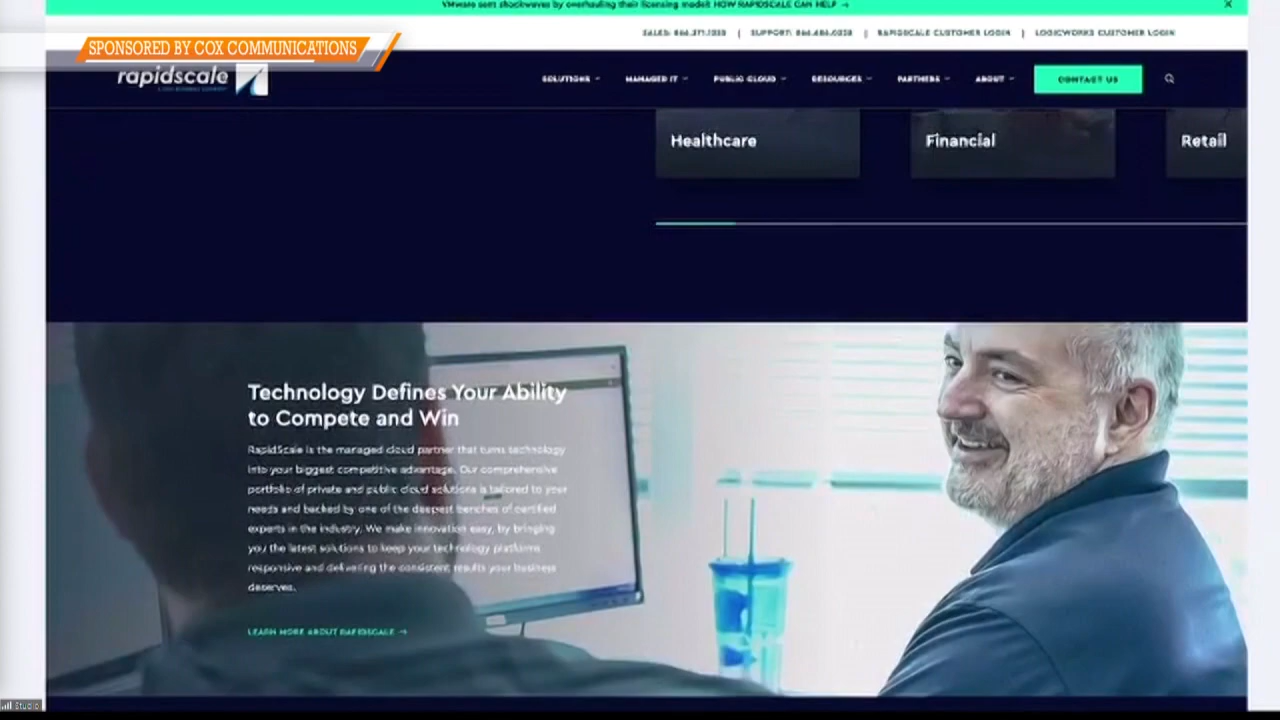 VMware sent shockwaves by overhauling their licensing model! HOW RAPIDSCALE CAN HELP →
SALES: 866.371.1355 | SUPPORT: 866.686.0328 | RAPIDSCALE CUSTOMER LOGIN | LOGICWORKS CUSTOMER LOGIN
SPONSORED BY COX COMMUNICATIONS
rapidscale
SOLUTIONS MANAGED IT PUBLIC CLOUD RESOURCES PARTNERS ABOUT CONTACT US
Healthcare Financial Retail
Technology Defines Your Ability
to Compete and Win
RapidScale is the managed cloud partner that turns technology
into your biggest competitive advantage. Our comprehensive
portfolio of private and public cloud solutions is tailored to your
needs and backed by one of the deepest benches of certified
experts in the industry. We make innovation easy, by bringing
you the latest solutions to keep your technology platforms
responsive and delivering the consistent results your business
deserves.
LEARN MORE ABOUT RAPIDSCALE →
Studio